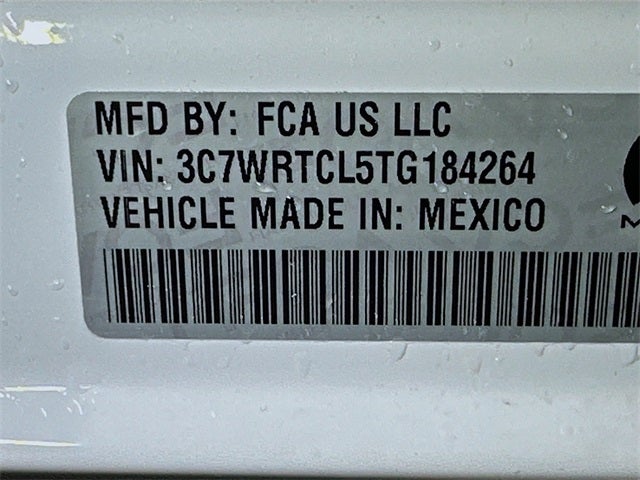 MFD BY: FCA US LLC
VIN: 3C7WRTCL5TG184264
VEHICLE MADE IN: MEXICO